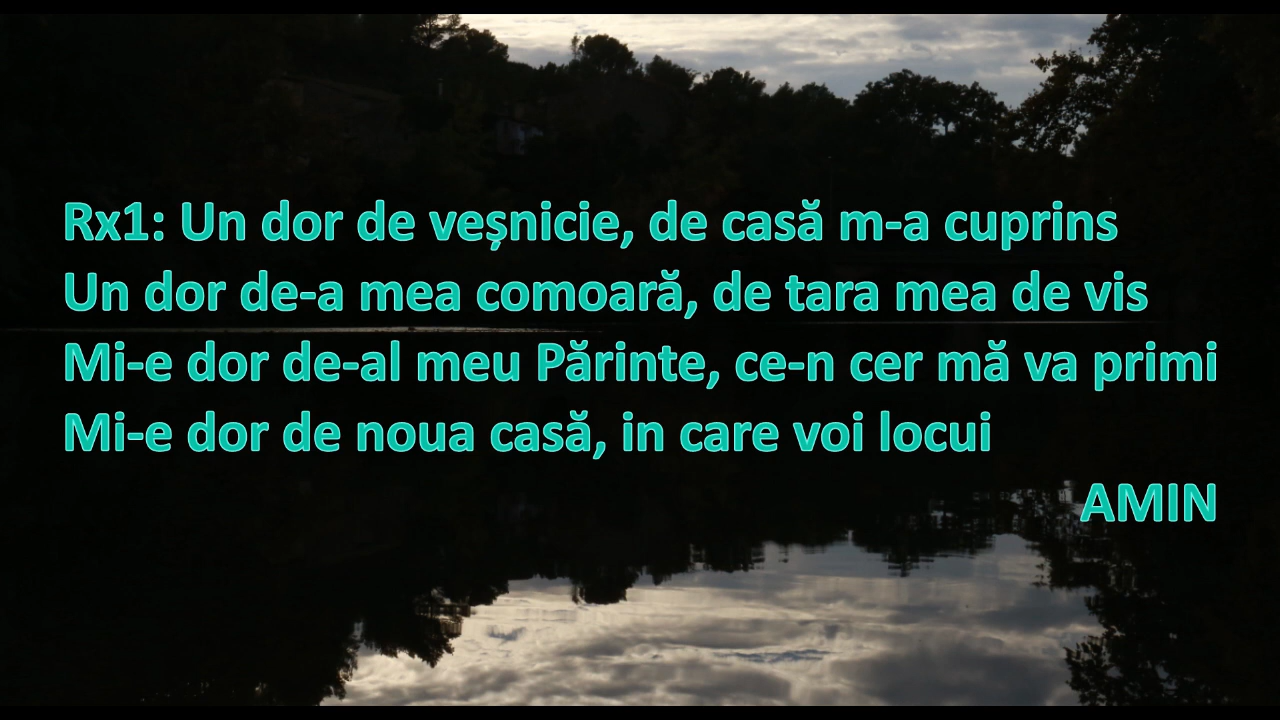 Rx1: Un dor de veșnicie, de casă m-a cuprins
Un dor de-a mea comoară, de tara mea de vis
Mi-e dor de-al meu Părinte, ce-n cer mă va primi
Mi-e dor de noua casă, in care voi locui
AMIN